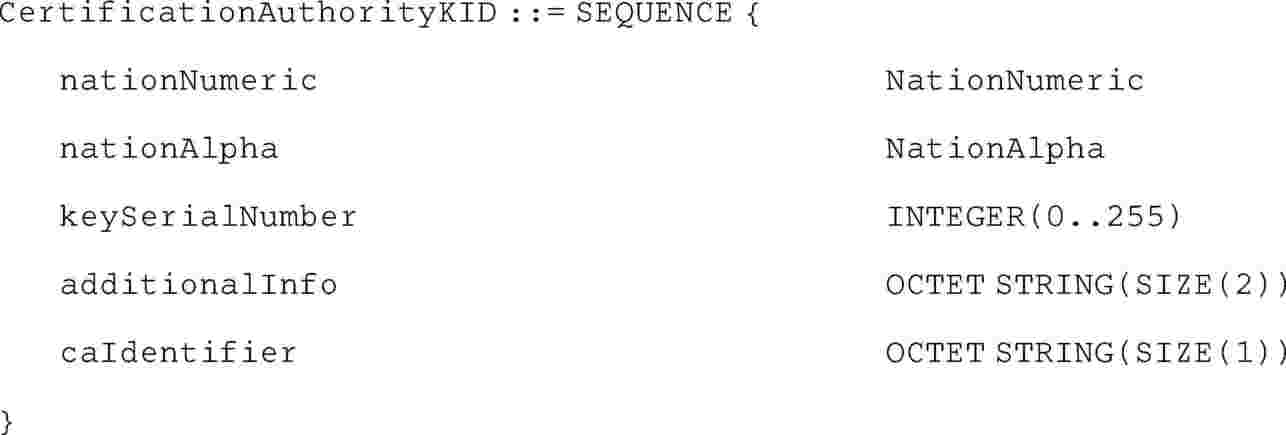 CertificationAuthorityKID ::= SEQUENCE {
nationNumeric NationNumeric
nationAlpha NationAlpha
keySerialNumber INTEGER(0..255)
additionalInfo OCTET STRING(SIZE(2))
caIdentifier OCTET STRING(SIZE(1))
}